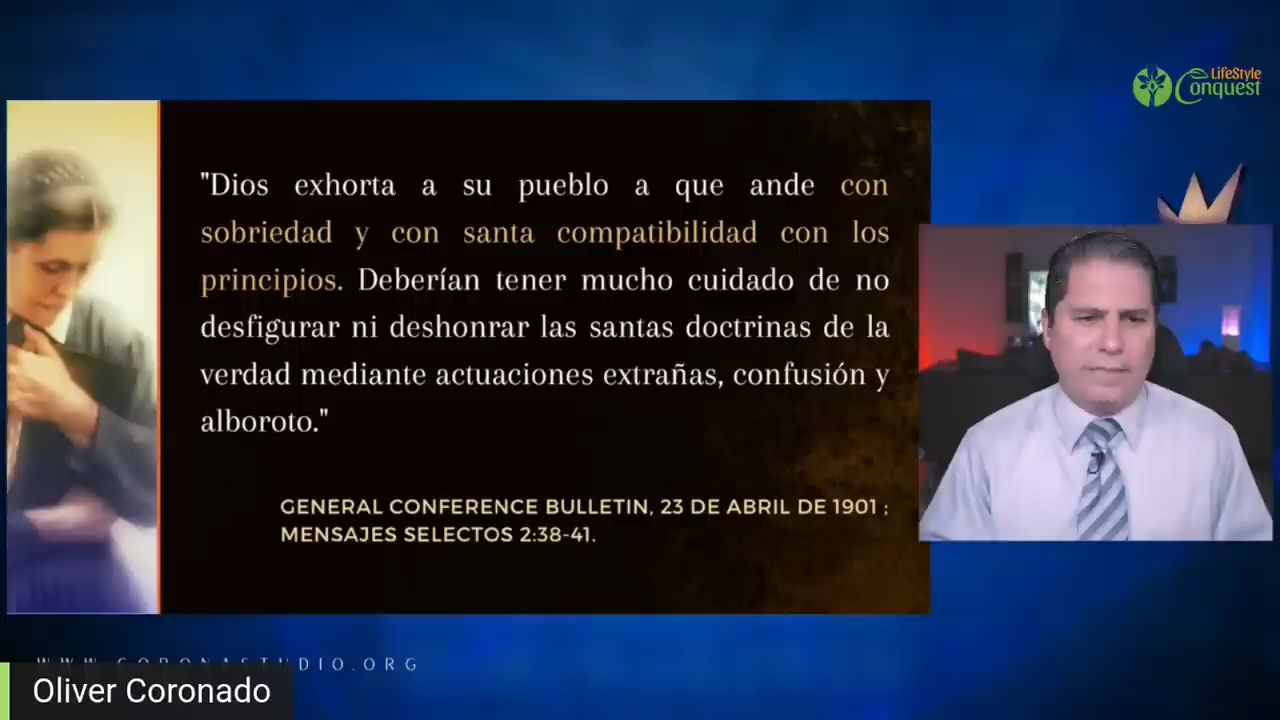 LifeStyle
Conquest
"Dios exhorta a su pueblo a que ande con
sobriedad y con santa compatibilidad con los
principios. Deberían tener mucho cuidado de no
desfigurar ni deshonrar las santas doctrinas de la
verdad mediante actuaciones extrañas, confusión y
alboroto."
GENERAL CONFERENCE BULLETIN, 23 DE ABRIL DE 1901 ;
MENSAJES SELECTOS 2:38-41.
WWW.CORONASTUDIO.ORG
Oliver Coronado